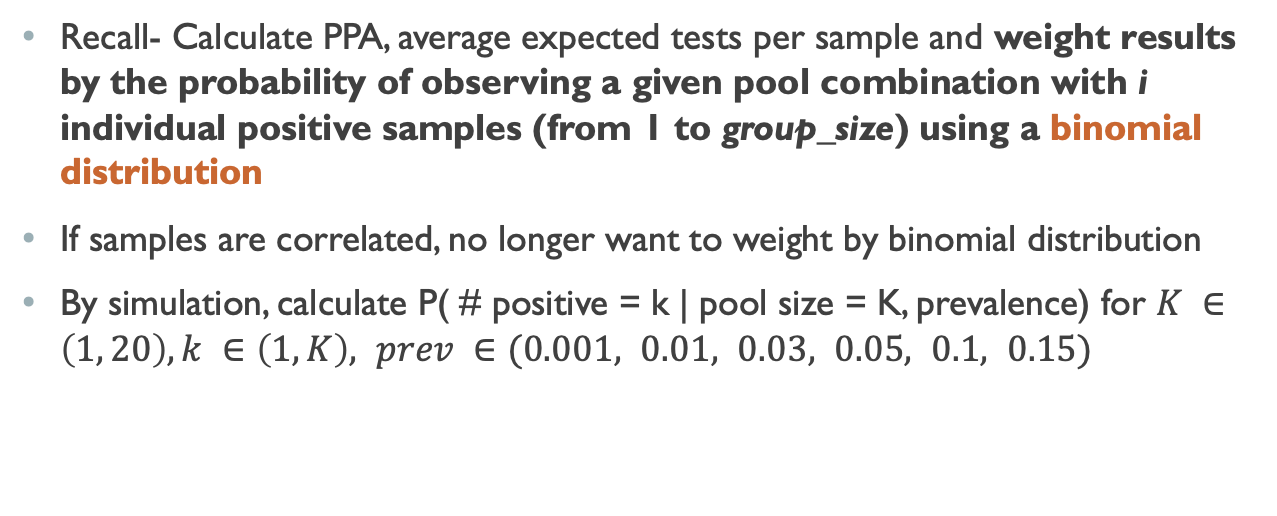 • Recall- Calculate PPA, average expected tests per sample and weight results
by the probability of observing a given pool combination with i
individual positive samples (from 1 to group_size) using a binomial
distribution
• If samples are correlated, no longer want to weight by binomial distribution
• By simulation, calculate P( # positive = k | pool size = K, prevalence) for K ∈
(1, 20), k ∈ (1, K), prev ∈ (0.001, 0.01, 0.03, 0.05, 0.1, 0.15)